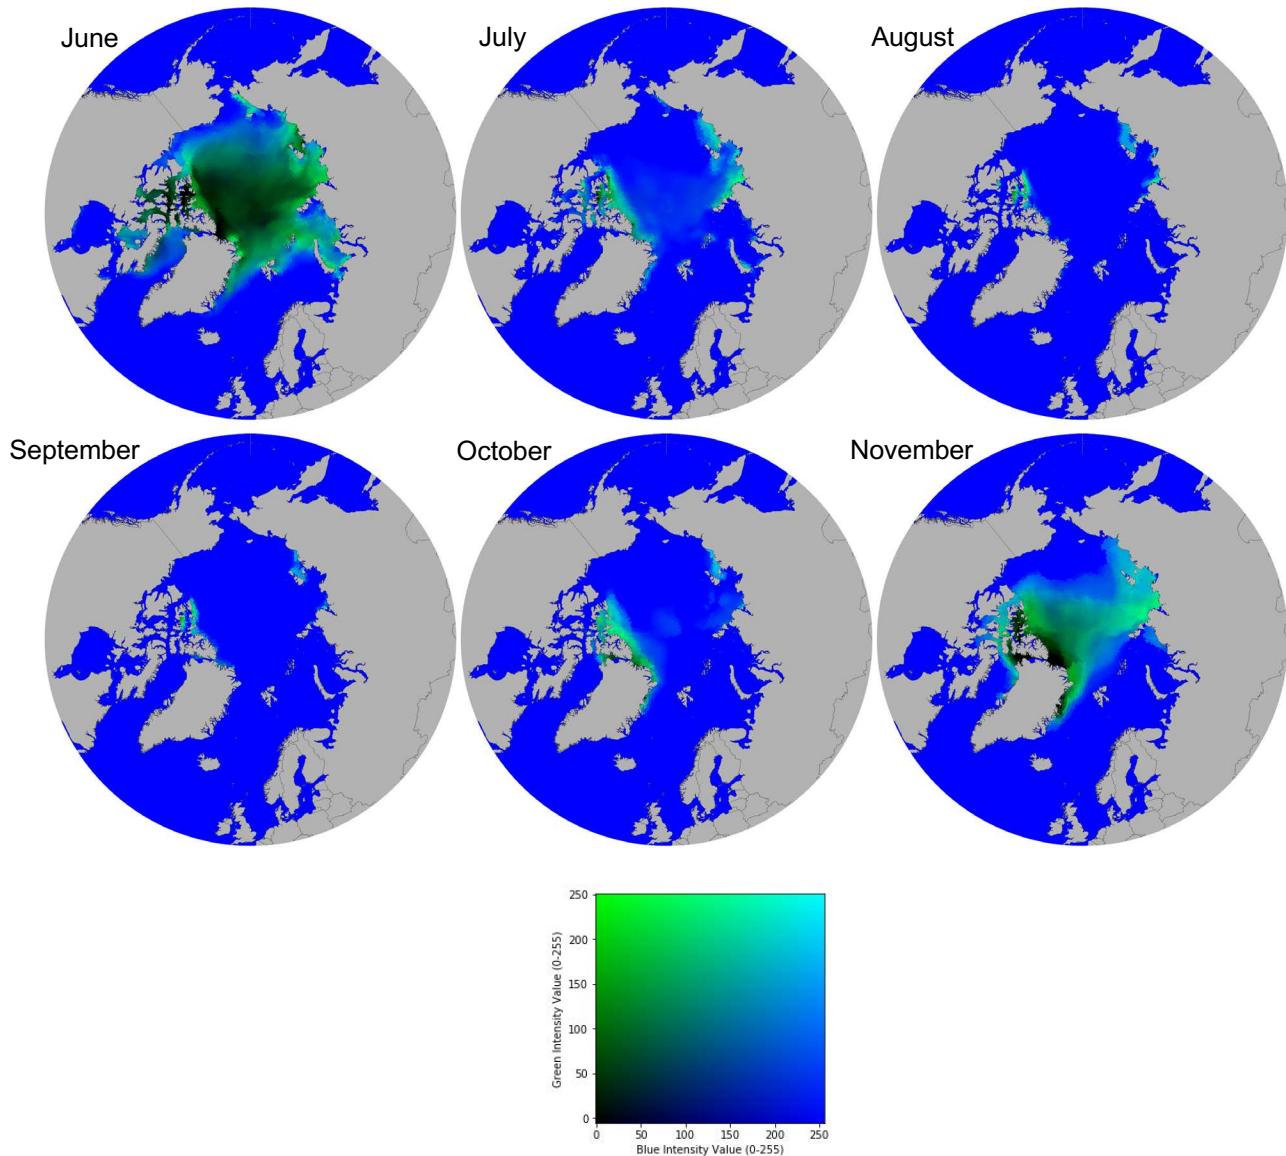 June
July
August
September
October
November
250
200
150
100
50
0
Green Intensity Value (0-255)
0 50 100 150 200 250
Blue Intensity Value (0-255)